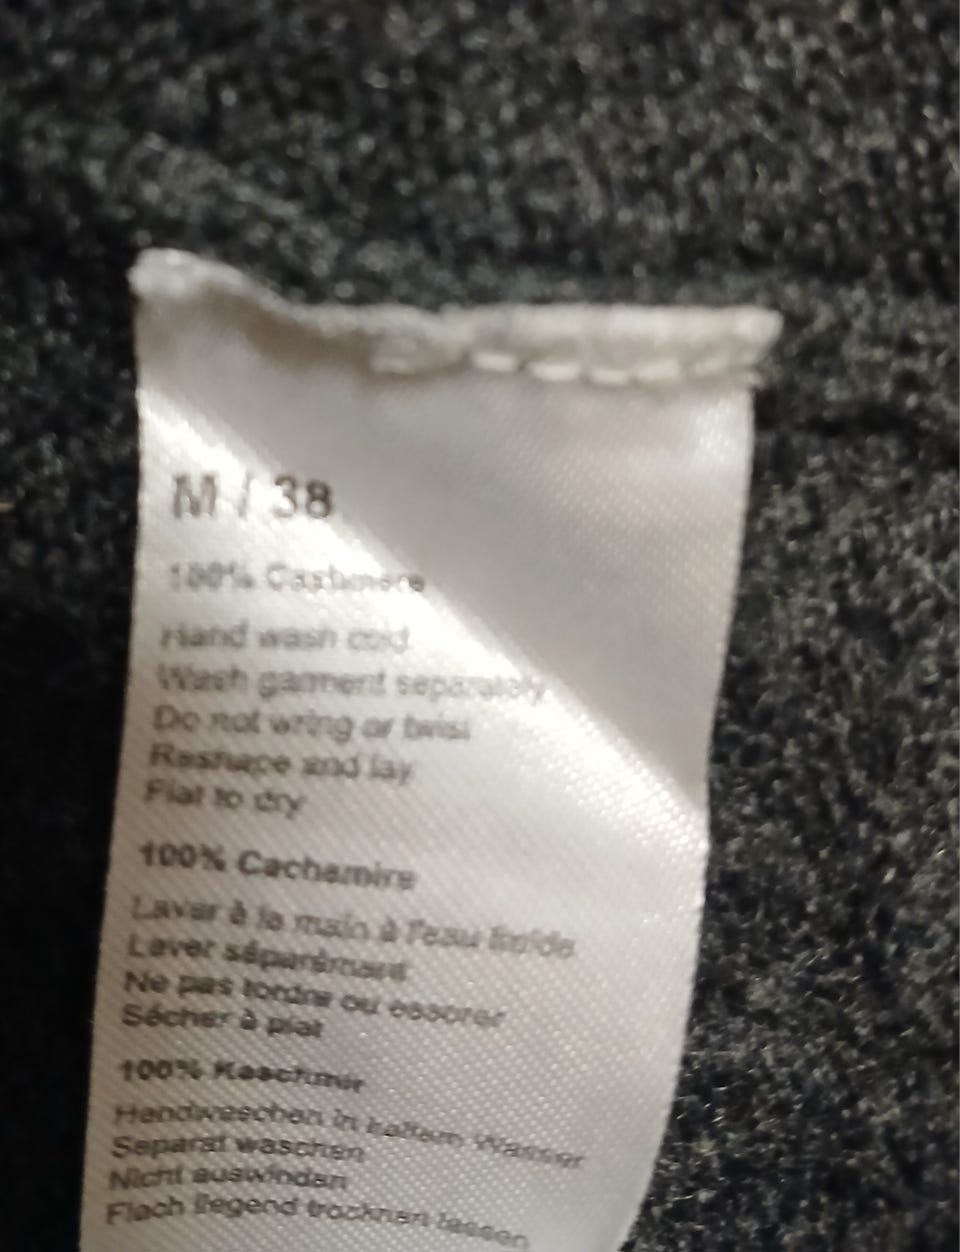 M / 38
100% Cashmere
Hand wash cold
Wash garment separately
Do not wring or twist
Reshape and lay
Flat to dry
100% Cachemire
Laver à la main à l'eau froide
Laver séparément
Ne pas tordre ou essorer
Sécher à plat
100% Kaschmir
Handwaschen in kaltem Wasser
Separat waschen
Nicht auswinden
Flach liegend trocknen lassen